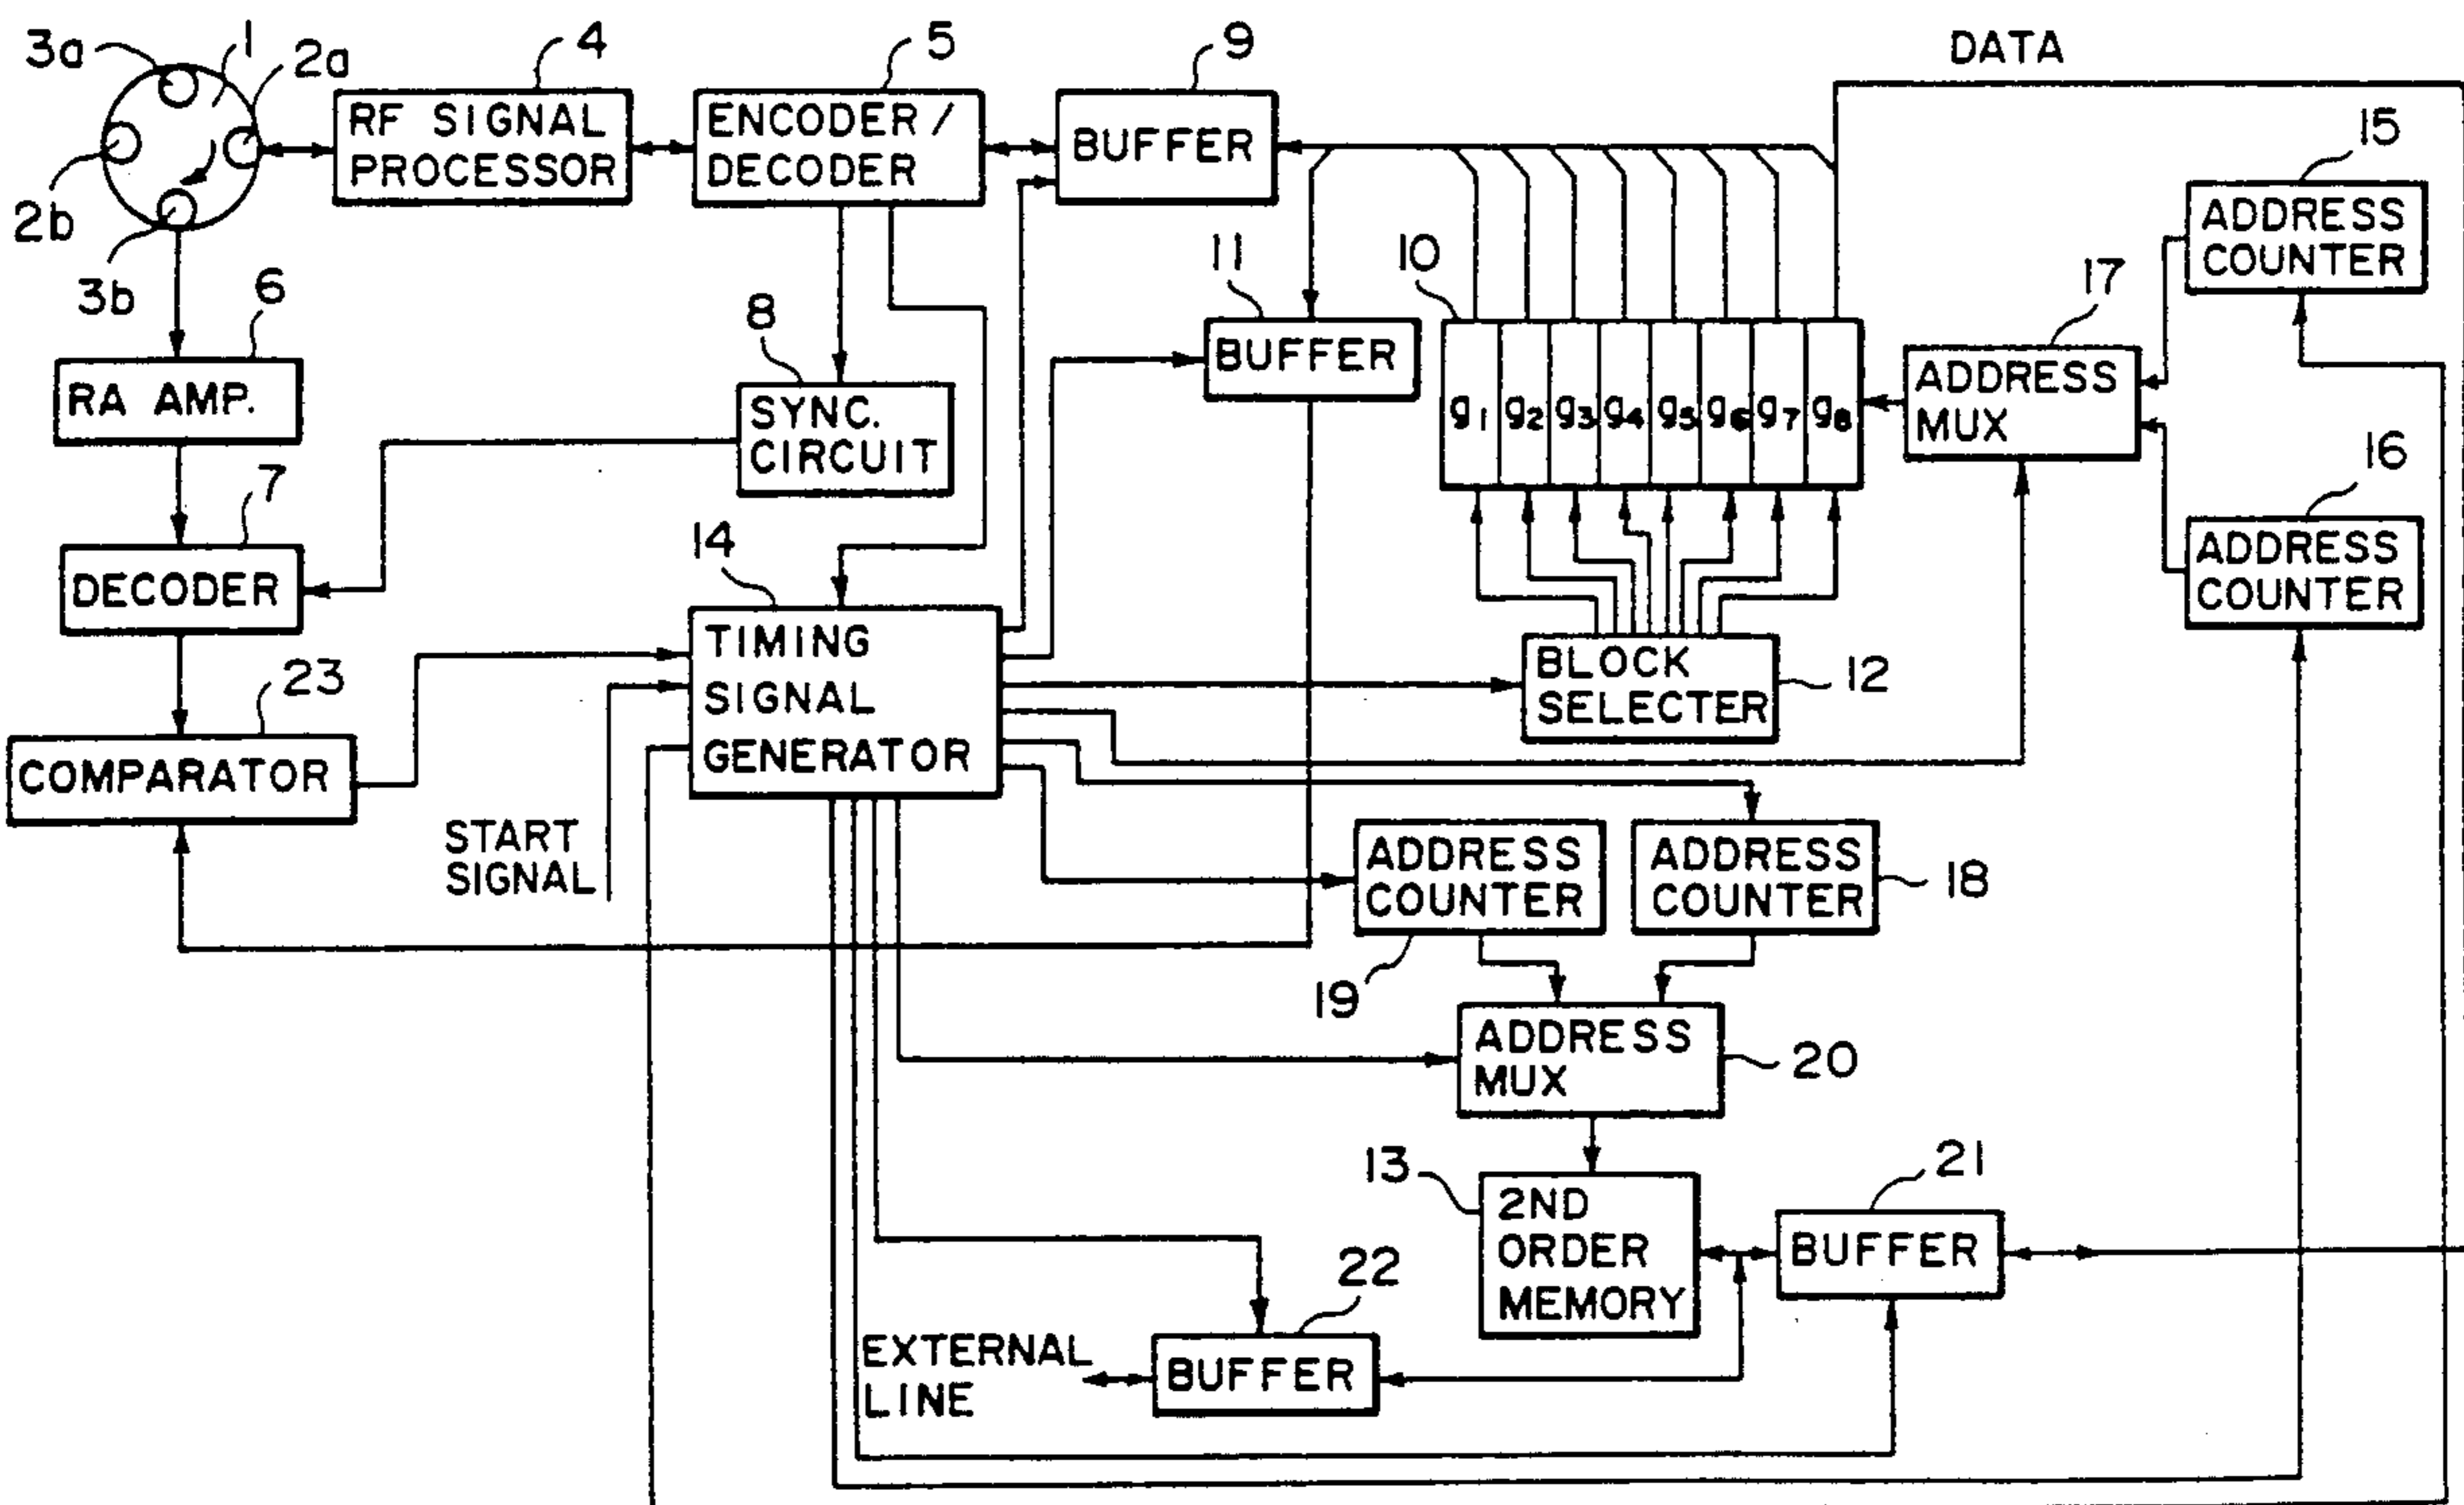 3a
1
2a
4
5
9
DATA
RF SIGNAL
PROCESSOR
ENCODER /
DECODER
BUFFER
15
ADDRESS
COUNTER
2b
3b
6
8
11
10
17
RA AMP.
SYNC.
CIRCUIT
BUFFER
g1 g2 g3 g4 g5 g6 g7 g8
ADDRESS
MUX
16
7
14
ADDRESS
COUNTER
DECODER
23
TIMING
SIGNAL
GENERATOR
BLOCK
SELECTER
12
COMPARATOR
START
SIGNAL
ADDRESS
COUNTER
ADDRESS
COUNTER
18
19
ADDRESS
MUX
20
13
2ND
ORDER
MEMORY
21
BUFFER
22
EXTERNAL
LINE
BUFFER